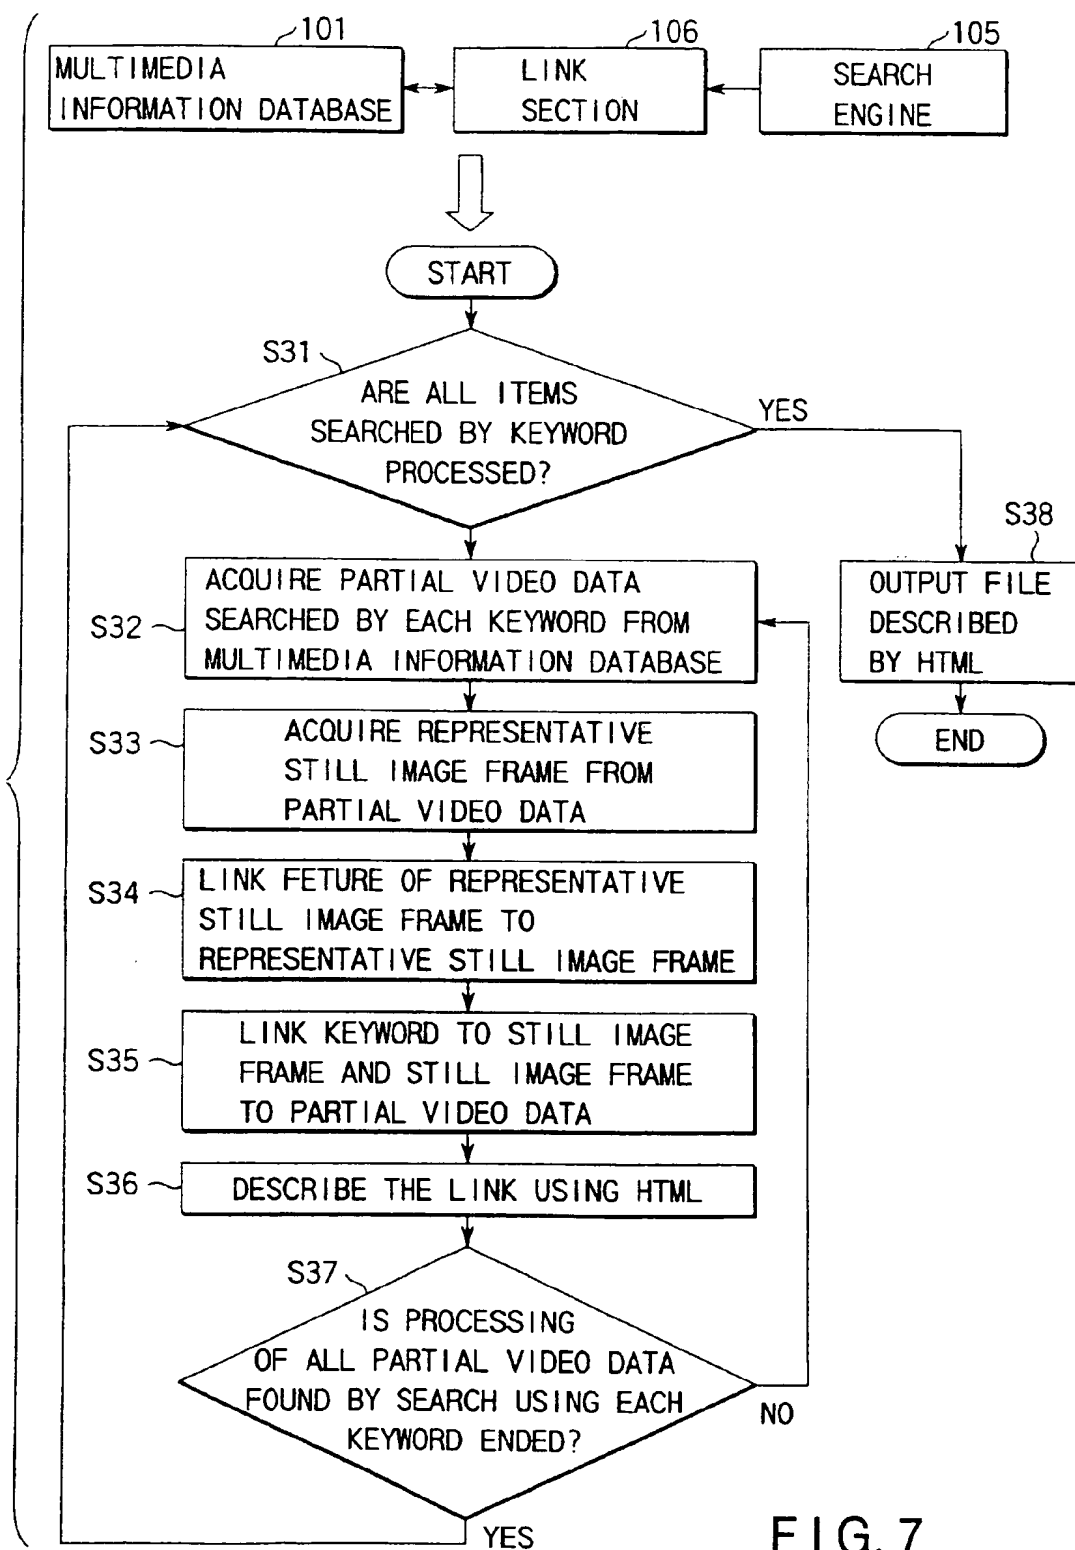 101
106
105
MULTIMEDIA
INFORMATION DATABASE
LINK
SECTION
SEARCH
ENGINE
START
S31
ARE ALL ITEMS
SEARCHED BY KEYWORD
PROCESSED?
YES
S38
OUTPUT FILE
DESCRIBED
BY HTML
END
S32
ACQUIRE PARTIAL VIDEO DATA
SEARCHED BY EACH KEYWORD FROM
MULTIMEDIA INFORMATION DATABASE
S33
ACQUIRE REPRESENTATIVE
STILL IMAGE FRAME FROM
PARTIAL VIDEO DATA
S34
LINK FETURE OF REPRESENTATIVE
STILL IMAGE FRAME TO
REPRESENTATIVE STILL IMAGE FRAME
S35
LINK KEYWORD TO STILL IMAGE
FRAME AND STILL IMAGE FRAME
TO PARTIAL VIDEO DATA
S36
DESCRIBE THE LINK USING HTML
S37
IS PROCESSING
OF ALL PARTIAL VIDEO DATA
FOUND BY SEARCH USING EACH
KEYWORD ENDED?
NO
YES
FIG. 7